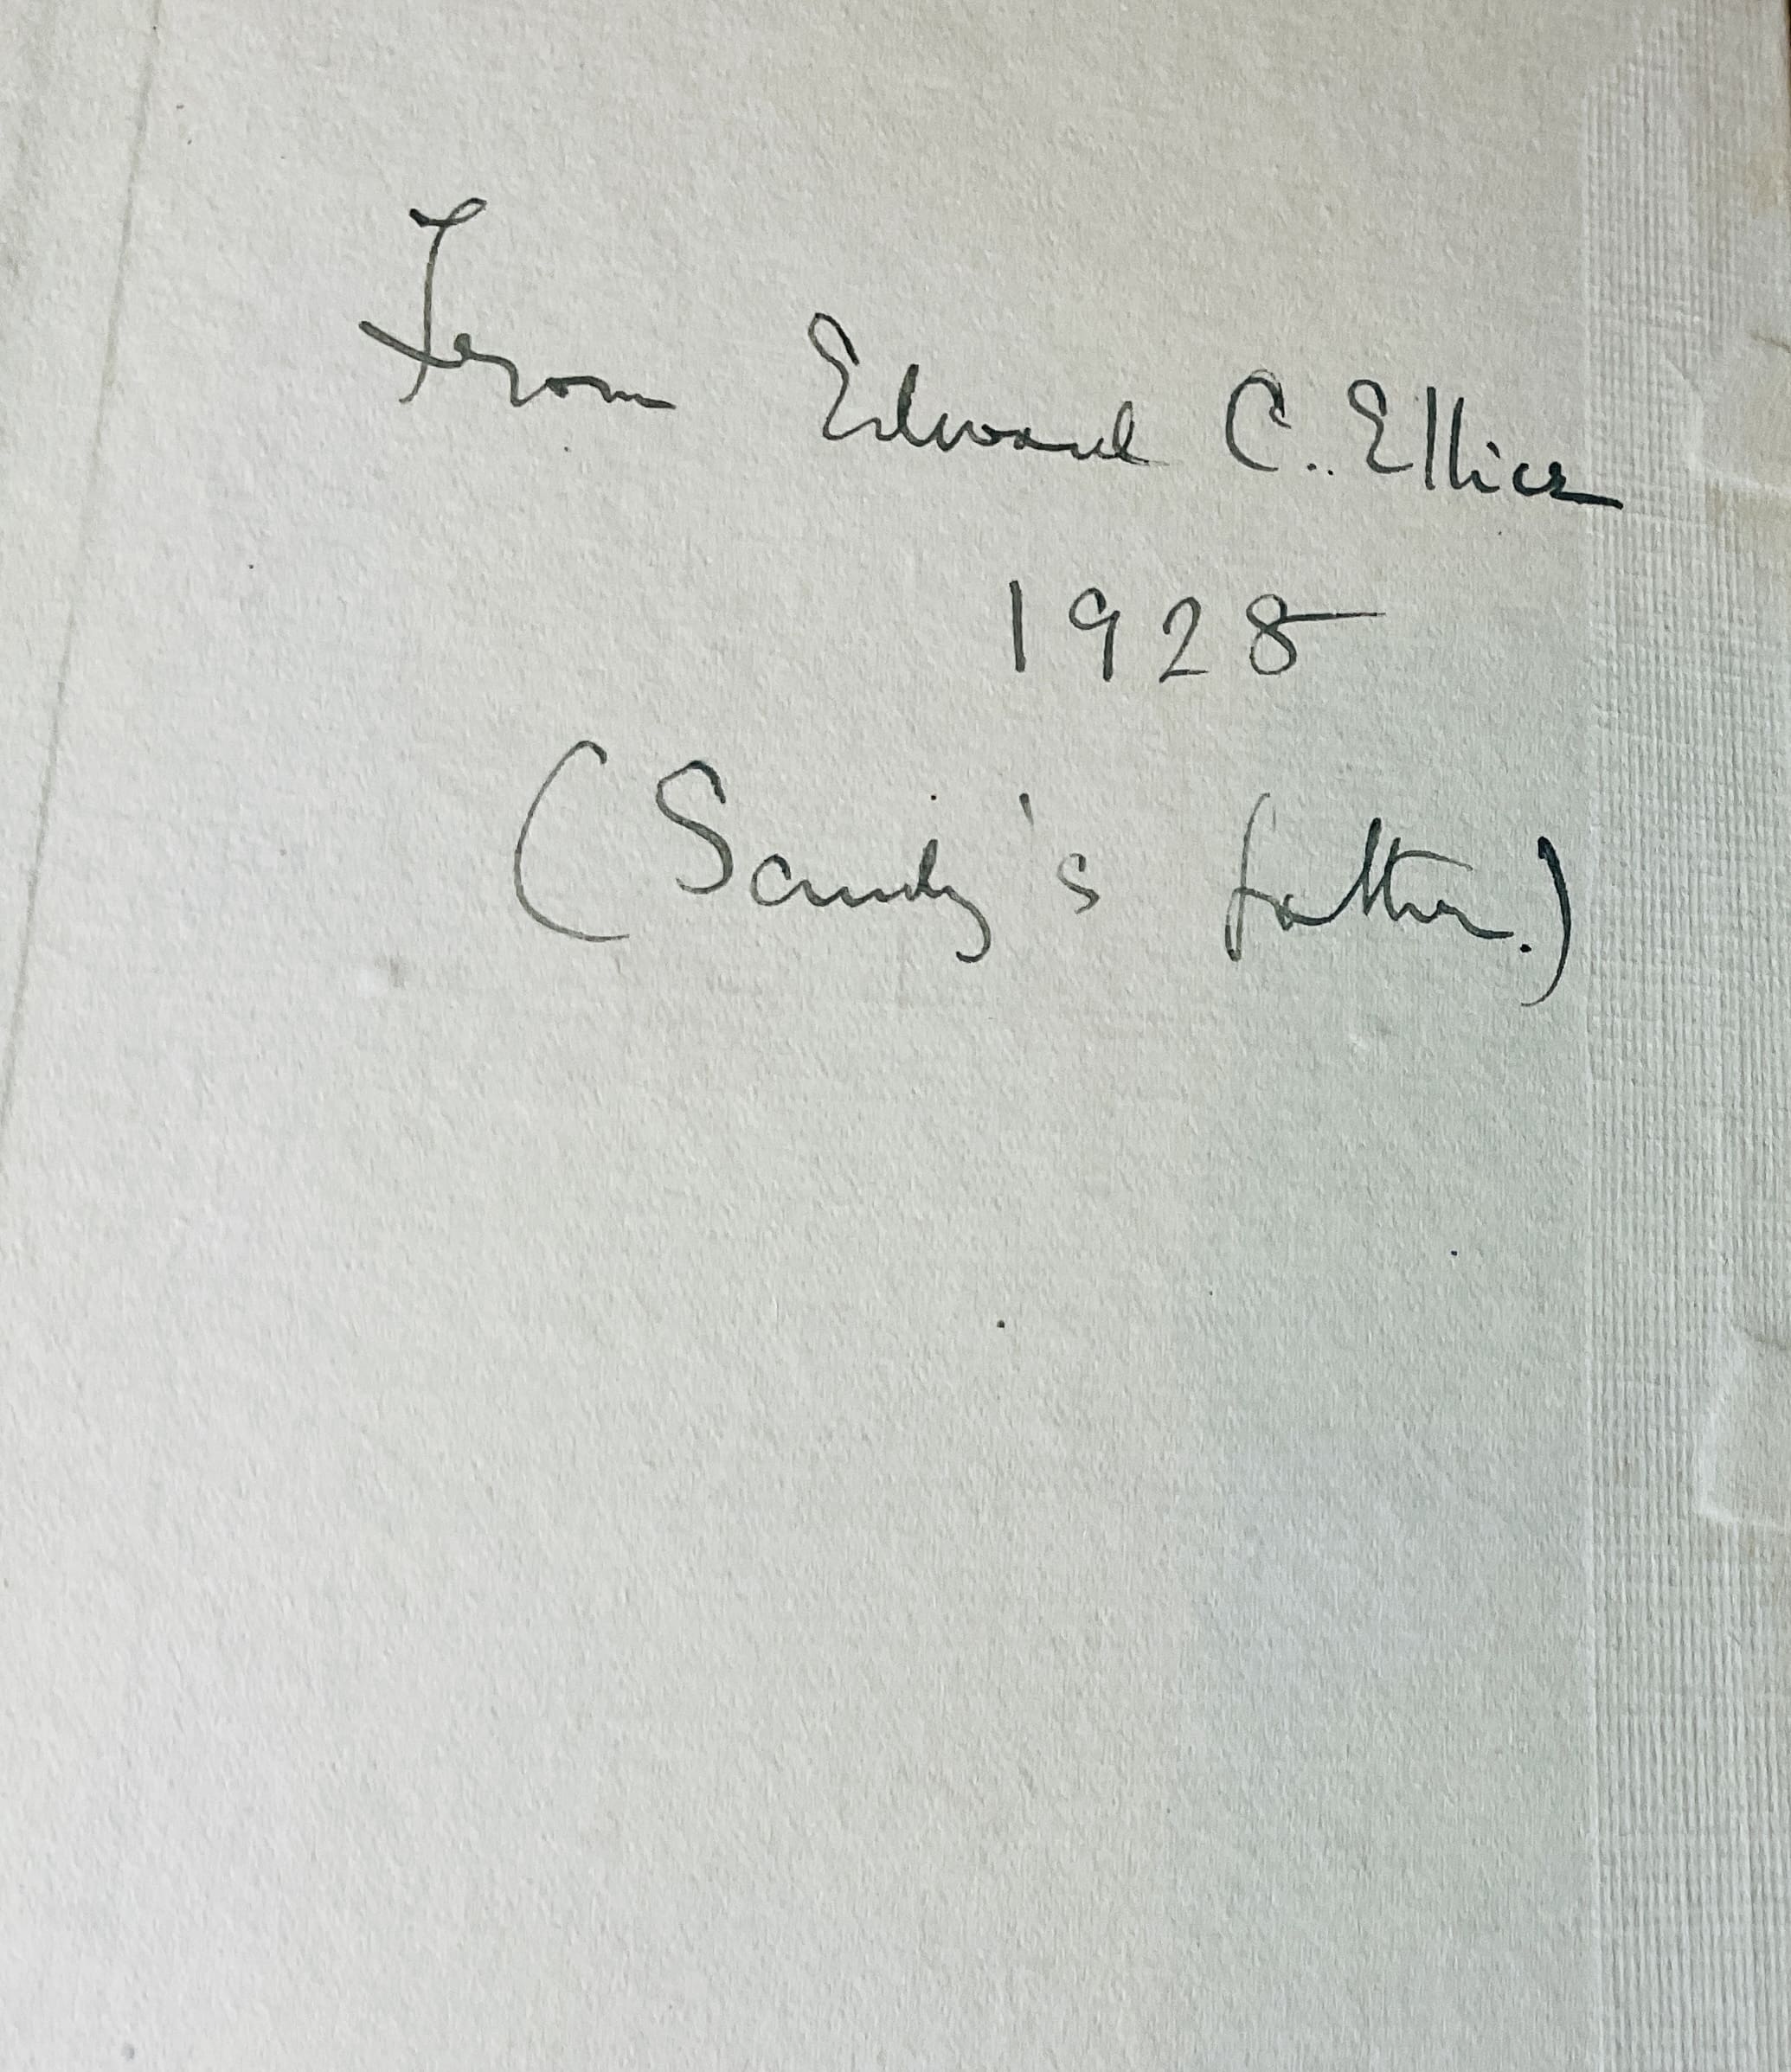 From Edward C. Ellice
1928
(Sandy's father.)